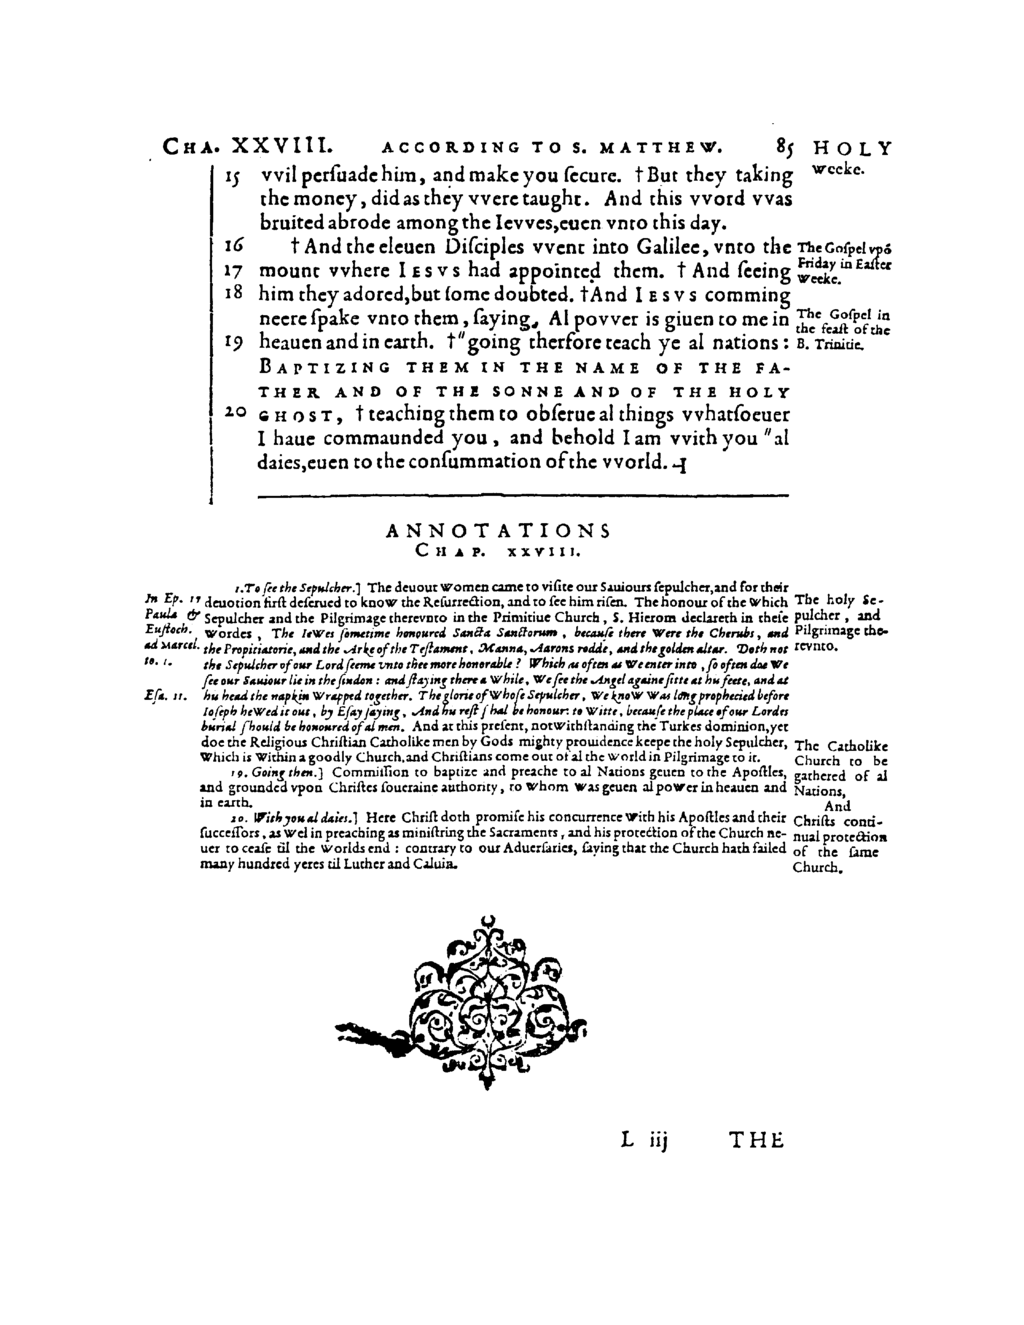 CHA. XXVIII. ACCORDING TO S. MATTHEW. 85 HOLY
weeke.
15 vvil perſuade him, and make you ſecure. † But they taking
the money, did as they vvere taught. And this vvord vvas
bruited abrode among the Ievves,euen vnto this day.
16 † And the eleuen Diſciples vvent into Galilee, vnto the
17 mount vvhere IESVS had appointed them. † And ſeeing
18 him they adored,but ſome doubted. †And IESVS comming
neere ſpake vnto them, ſaying, Al povver is giuen to me in
19 heauen and in earth. †"going therfore teach ye al nations:
BAPTIZING THEM IN THE NAME OF THE FA-
THER AND OF THE SONNE AND OF THE HOLY
20 GHOST, † teaching them to obſerue al things vvhatſoeuer
I haue commaunded you, and behold I am vvith you "al
daies,euen to the conſummation of the vvorld. ⊣
The Goſpel vpō
Friday in Eaſter
weeke.
The Goſpel in
the feaſt of the
B. Trinitie.
ANNOTATIONS
CHAP. XXVIII.
1.To ſee the Sepulcher.] The deuout women came to viſite our Sauiours ſepulcher,and for their
deuotion firſt deſerued to know the Reſurrection, and to ſee him riſen. The honour of the which
Sepulcher and the Pilgrimage therevnto in the Primitiue Church, S. Hierom declareth in theſe
wordes, The Iewes ſometime honoured Sancta Sanctorum, becauſe there were the Cherubs, and
the Propitiatorie, and the Arke of the Teſtament, Manna, Aarons rodde, and the golden altar. Doth not
the Sepulcher of our Lord ſeeme vnto thee more honorable? Which as often as we enter into, ſo often doe we
ſee our Sauiour lie in the ſindon: and ſtaying there a while, we ſee the Angel againe ſitte at his feete, and at
his head the napkin wrapped together. The glorie of whoſe Sepulcher, we know was long prophecied before
Ioſeph hewed it out, by Eſay ſaying, And his reſt ſhal be honour: to witte, becauſe the place of our Lordes
burial ſhould be honoured of al men. And at this preſent, notwithſtanding the Turkes dominion,yet
doe the Religious Chriſtian Catholike men by Gods mighty prouidence keepe the holy Sepulcher,
which is within a goodly Church,and Chriſtians come out of al the world in Pilgrimage to it.
19. Going then.] Commiſſion to baptize and preache to al Nations geuen to the Apoſtles,
and grounded vpon Chriſtes ſoueraine authority, to whom was geuen al power in heauen and
in earth.
20. With you al daies.] Here Chriſt doth promiſe his concurrence with his Apoſtles and their
ſucceſſors, as wel in preaching as miniſtring the Sacraments, and his protection of the Church ne-
uer to ceaſe til the worlds end: contrary to our Aduerſaries, ſaying that the Church hath failed
many hundred yeres til Luther and Caluin.
In Ep. 17
Paulæ &
Euſtoch.
ad Marcel.
to. 1.
Eſa. 11.
The holy Se-
pulcher, and
Pilgrimage the-
revnto.
The Catholike
Church to be
gathered of al
Nations,
And
Chriſts conti-
nual protection
of the ſame
Church.
L iij THE